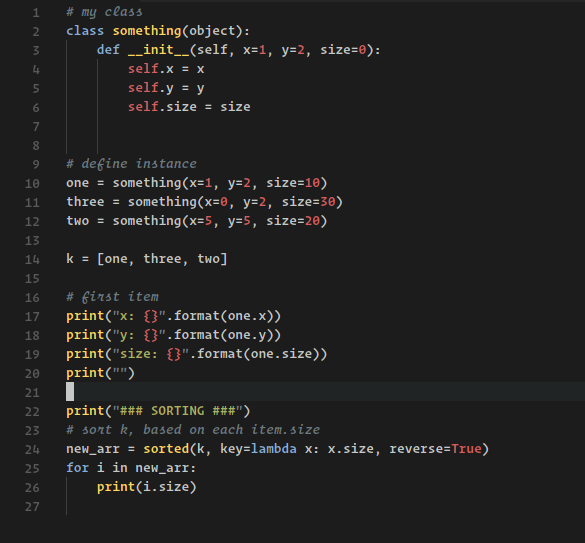 1 # my class
2 class something(object):
3     def __init__(self, x=1, y=2, size=0):
4         self.x = x
5         self.y = y
6         self.size = size
7
8
9 # define instance
10 one = something(x=1, y=2, size=10)
11 three = something(x=0, y=2, size=30)
12 two = something(x=5, y=5, size=20)
13
14 k = [one, three, two]
15
16 # first item
17 print("x: {}".format(one.x))
18 print("y: {}".format(one.y))
19 print("size: {}".format(one.size))
20 print("")
21
22 print("### SORTING ###")
23 # sort k, based on each item.size
24 new_arr = sorted(k, key=lambda x: x.size, reverse=True)
25 for i in new_arr:
26     print(i.size)
27